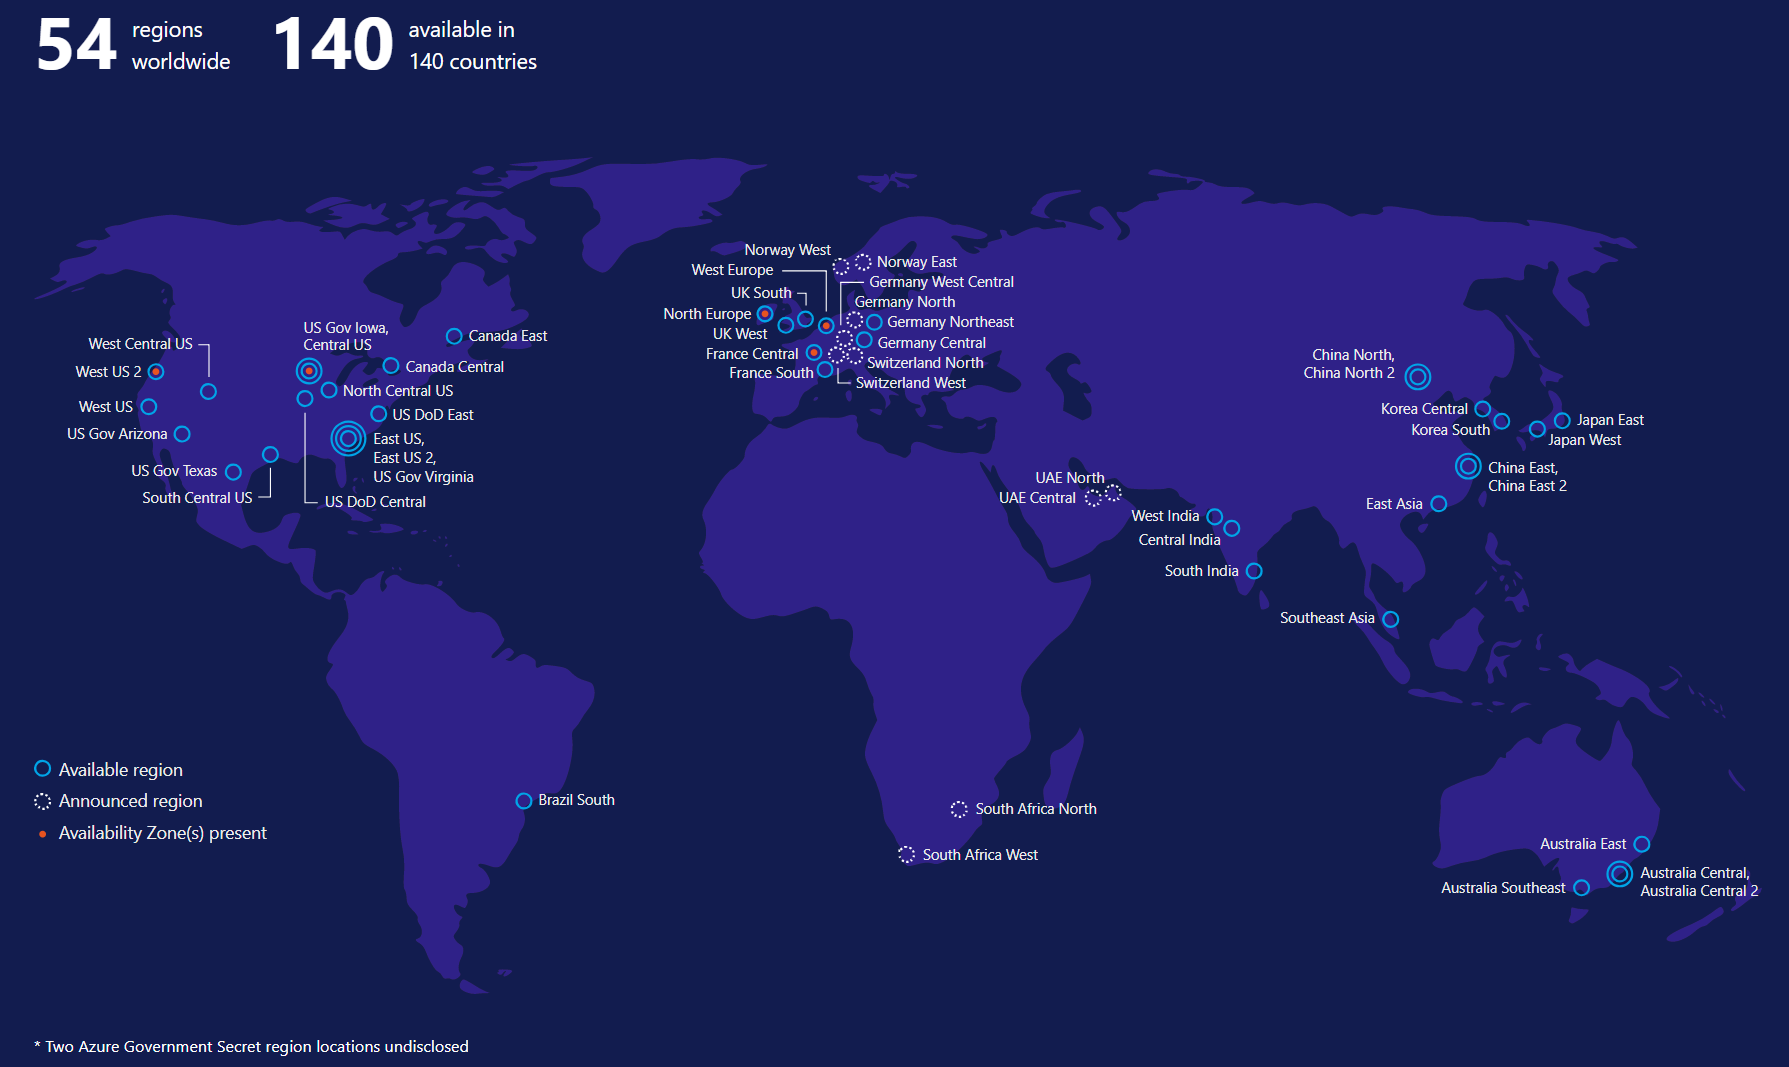 54 regions
worldwide
140 available in
140 countries
Norway West
Norway East
West Europe
Germany West Central
UK South
Germany North
North Europe
Germany Northeast
UK West
Germany Central
France Central
Switzerland North
France South
Switzerland West
US Gov Iowa,
Central US
Canada East
West Central US
Canada Central
West US 2
North Central US
West US
US DoD East
US Gov Arizona
East US,
East US 2,
US Gov Virginia
US Gov Texas
South Central US
US DoD Central
China North,
China North 2
Korea Central
Korea South
Japan East
Japan West
China East,
China East 2
East Asia
UAE North
UAE Central
West India
Central India
South India
Southeast Asia
Available region
Announced region
Availability Zone(s) present
Brazil South
South Africa North
South Africa West
Australia East
Australia Central,
Australia Central 2
Australia Southeast
* Two Azure Government Secret region locations undisclosed